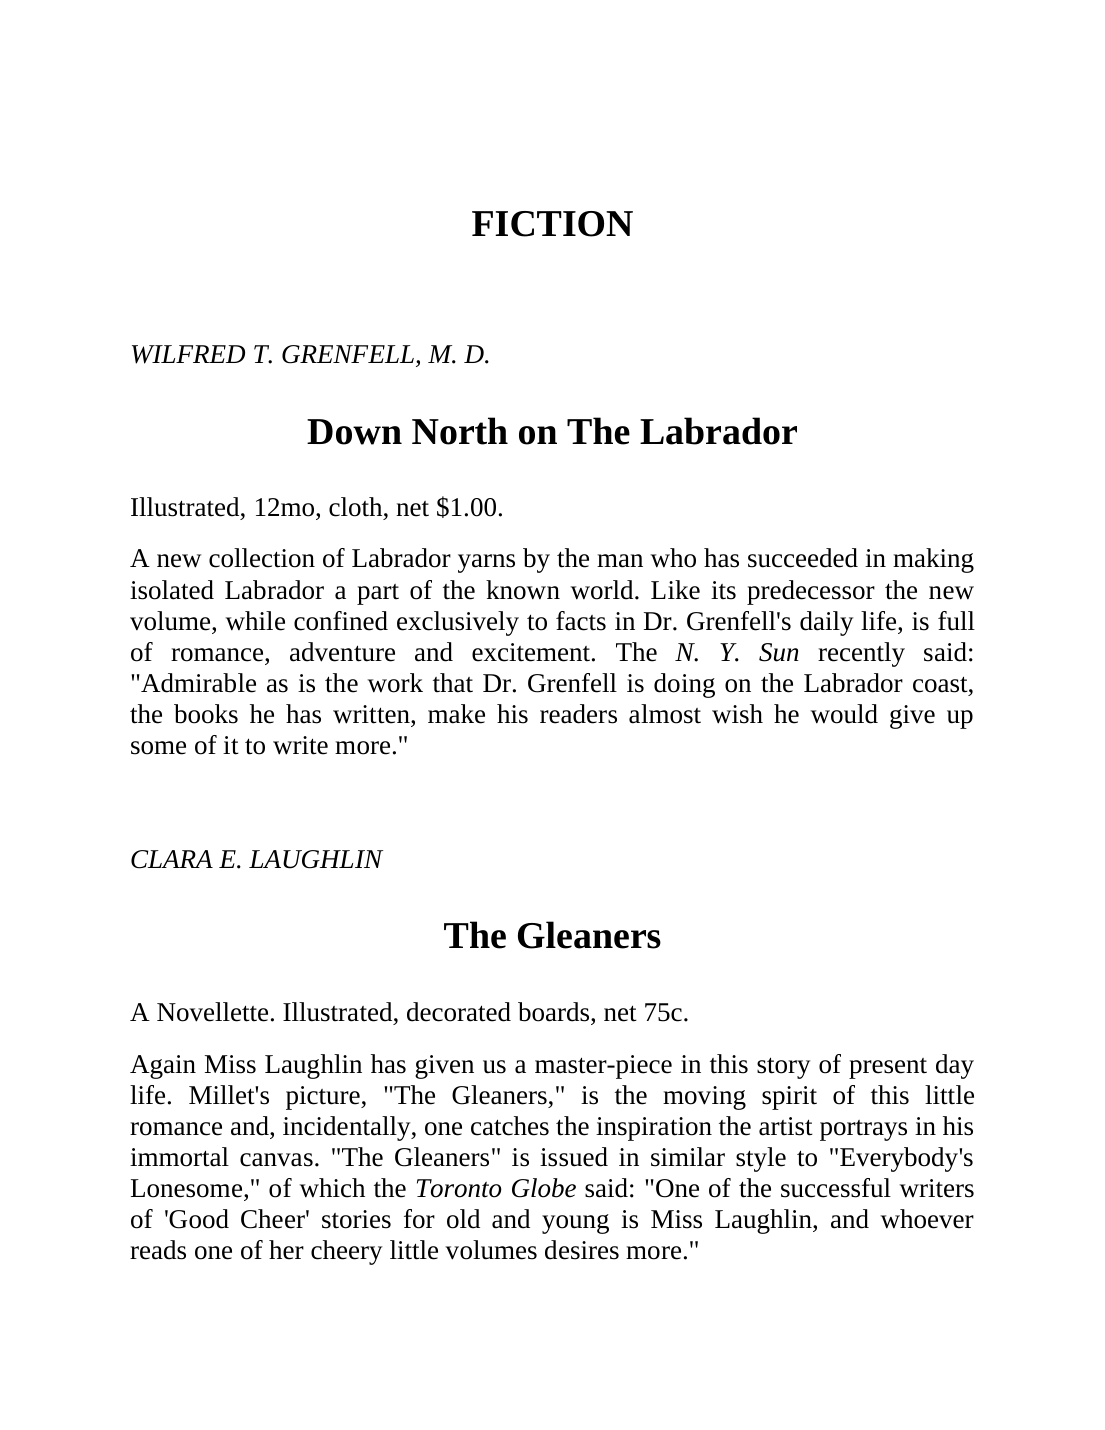 FICTION
WILFRED T. GRENFELL, M. D.
Down North on The Labrador
Illustrated, 12mo, cloth, net $1.00.
A new collection of Labrador yarns by the man who has succeeded in making
isolated Labrador a part of the known world. Like its predecessor the new
volume, while confined exclusively to facts in Dr. Grenfell's daily life, is full
of romance, adventure and excitement. The N. Y. Sun recently said:
"Admirable as is the work that Dr. Grenfell is doing on the Labrador coast,
the books he has written, make his readers almost wish he would give up
some of it to write more."
CLARA E. LAUGHLIN
The Gleaners
A Novellette. Illustrated, decorated boards, net 75c.
Again Miss Laughlin has given us a master-piece in this story of present day
life. Millet's picture, "The Gleaners," is the moving spirit of this little
romance and, incidentally, one catches the inspiration the artist portrays in his
immortal canvas. "The Gleaners" is issued in similar style to "Everybody's
Lonesome," of which the Toronto Globe said: "One of the successful writers
of 'Good Cheer' stories for old and young is Miss Laughlin, and whoever
reads one of her cheery little volumes desires more."